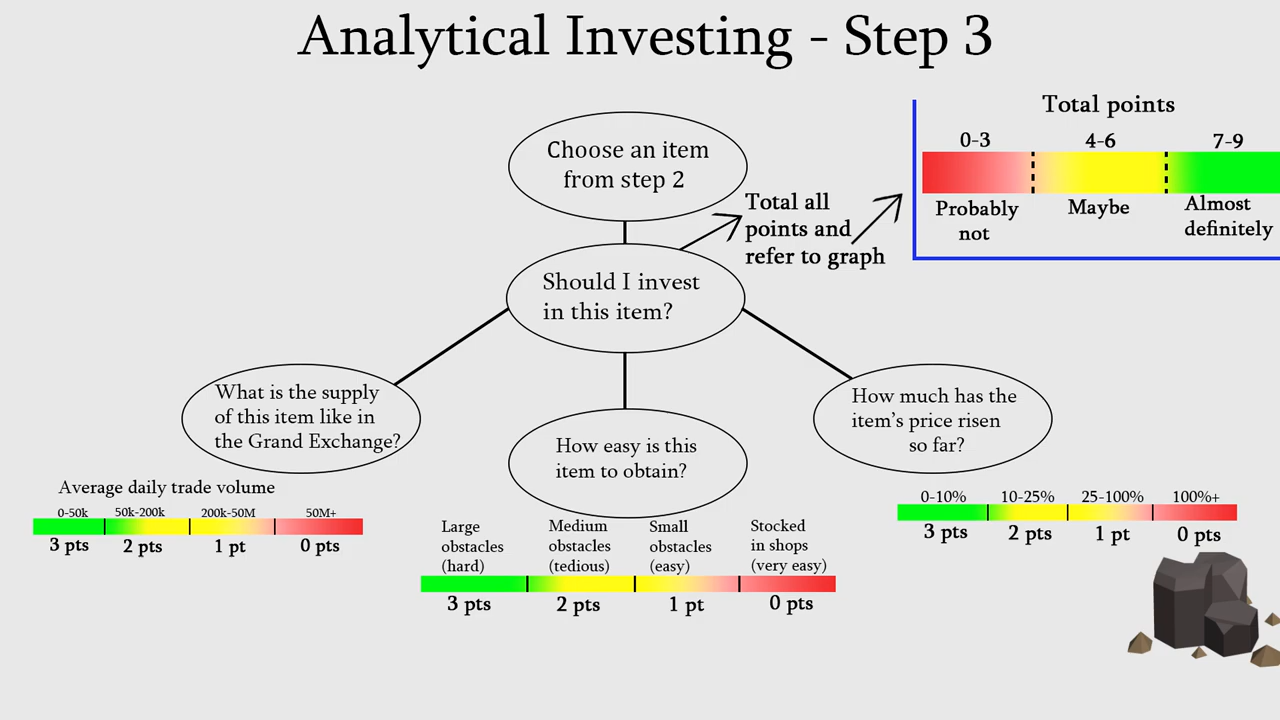 Analytical Investing - Step 3
Choose an item
from step 2
Total all
points and
refer to graph
Total points
0-3 4-6 7-9
Probably
not
Maybe
Almost
definitely
Should I invest
in this item?
What is the supply
of this item like in
the Grand Exchange?
Average daily trade volume
0-50k 50k-200k 200k-50M 50M+
3 pts 2 pts 1 pt 0 pts
How easy is this
item to obtain?
Large
obstacles
(hard)
Medium
obstacles
(tedious)
Small
obstacles
(easy)
Stocked
in shops
(very easy)
3 pts 2 pts 1 pt 0 pts
How much has the
item's price risen
so far?
0-10% 10-25% 25-100% 100%+
3 pts 2 pts 1 pt 0 pts